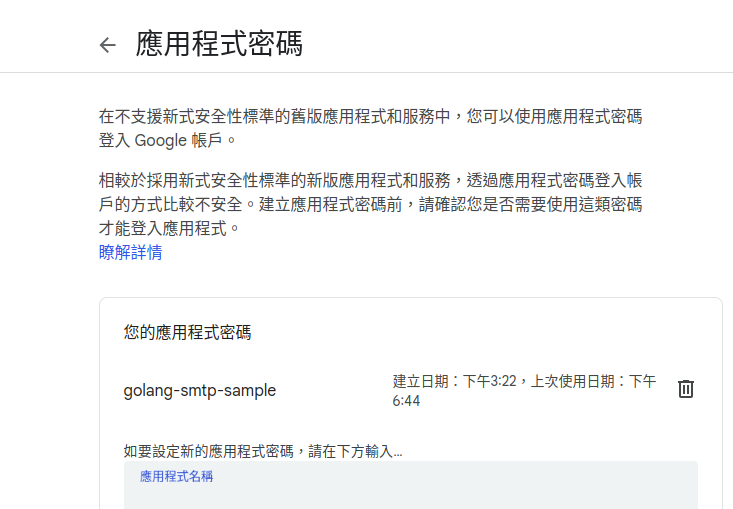 應用程式密碼
在不支援新式安全性標準的舊版應用程式和服務中，您可以使用應用程式密碼
登入 Google 帳戶。
相較於採用新式安全性標準的新版應用程式和服務，透過應用程式密碼登入帳
戶的方式比較不安全。建立應用程式密碼前，請確認您是否需要使用這類密碼
才能登入應用程式。
瞭解詳情
您的應用程式密碼
golang-smtp-sample
建立日期：下午3:22，上次使用日期：下午
6:44
如要設定新的應用程式密碼，請在下方輸入…
應用程式名稱